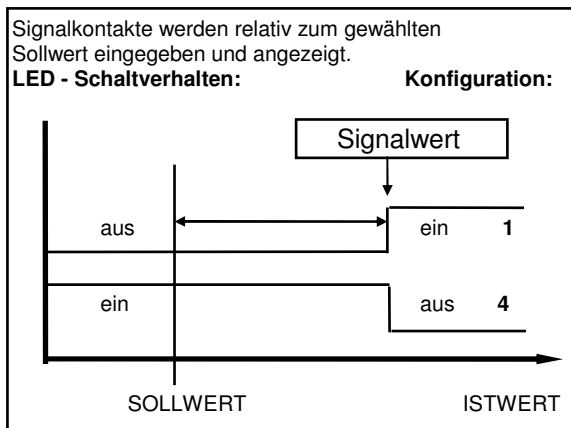 Signalkontakte werden relativ zum gewählten
Sollwert eingegeben und angezeigt.
LED - Schaltverhalten: Konfiguration:
Signalwert
aus ein 1
ein aus 4
SOLLWERT ISTWERT